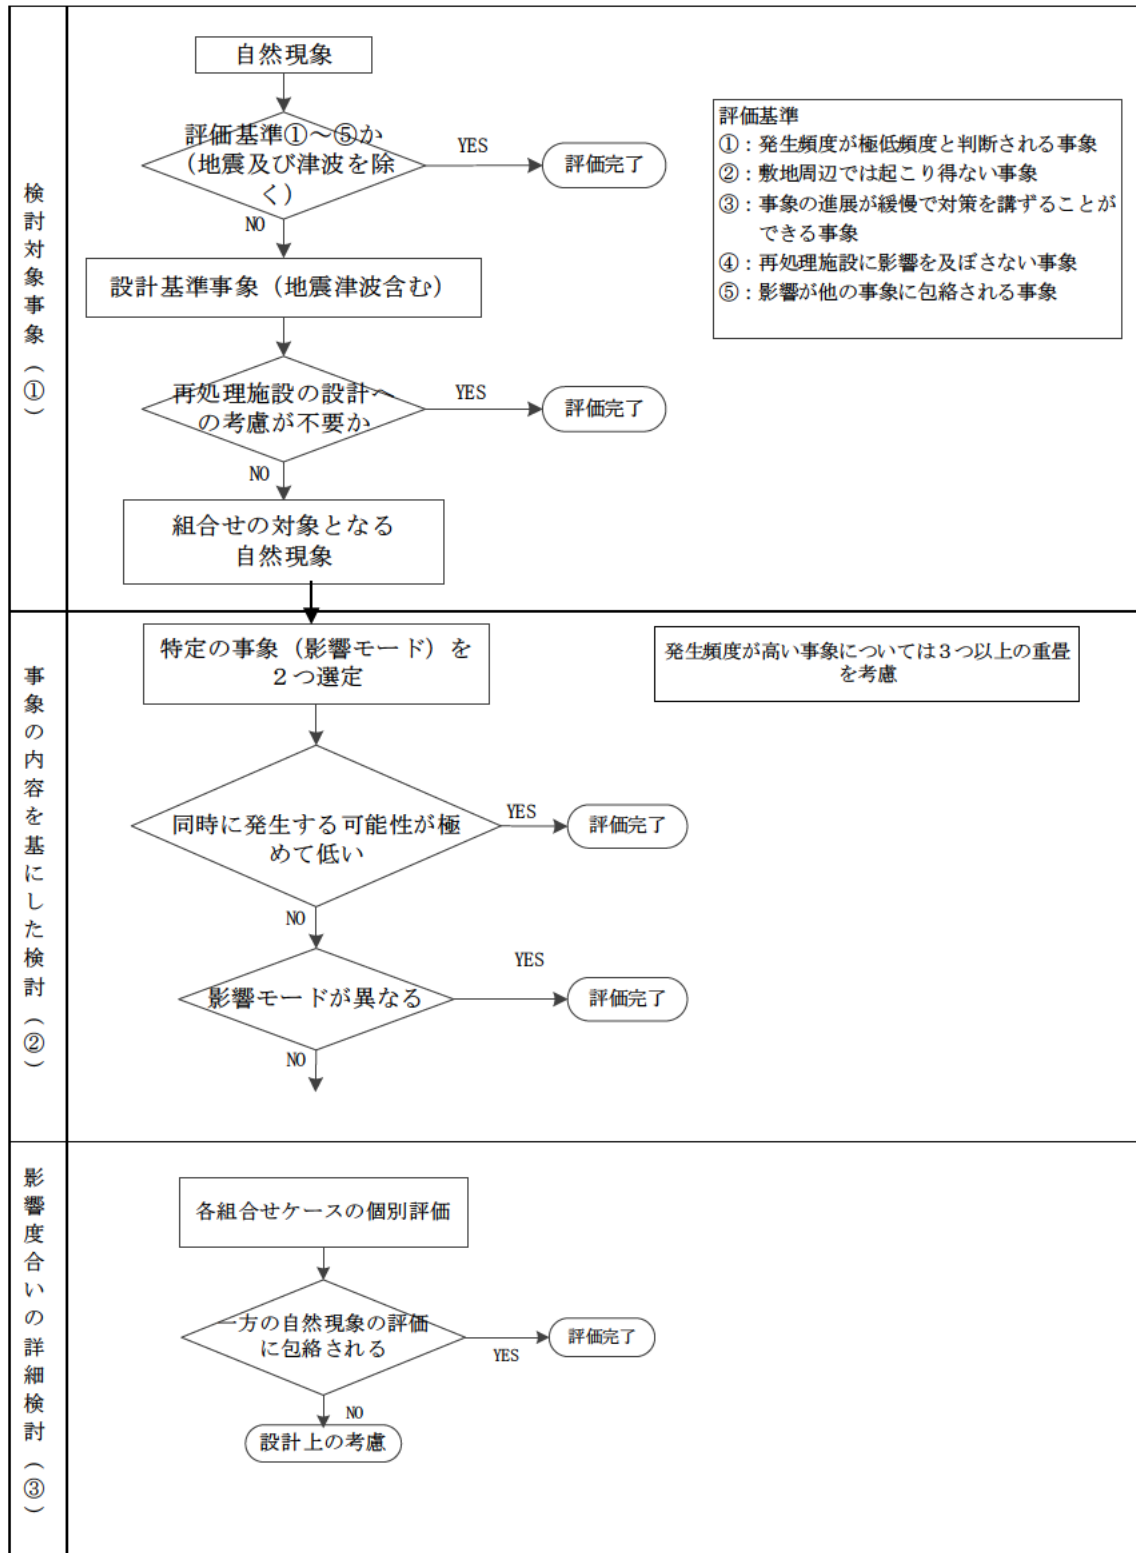 検討対象事象(①)
自然現象
評価基準①～⑤か
(地震及び津波を除
く)
YES
評価完了
NO
設計基準事象(地震津波含む)
再処理施設の設計へ
の考慮が不要か
YES
評価完了
NO
組合せの対象となる
自然現象
評価基準
①：発生頻度が極低頻度と判断される事象
②：敷地周辺では起こり得ない事象
③：事象の進展が緩慢で対策を講ずることが
できる事象
④：再処理施設に影響を及ぼさない事象
⑤：影響が他の事象に包絡される事象
事象の内容を基にした検討(②)
特定の事象(影響モード)を
２つ選定
発生頻度が高い事象については３つ以上の重畳
を考慮
同時に発生する可能性が極
めて低い
YES
評価完了
NO
影響モードが異なる
YES
評価完了
NO
影響度合いの詳細検討(③)
各組合せケースの個別評価
一方の自然現象の評価
に包絡される
YES
評価完了
NO
設計上の考慮